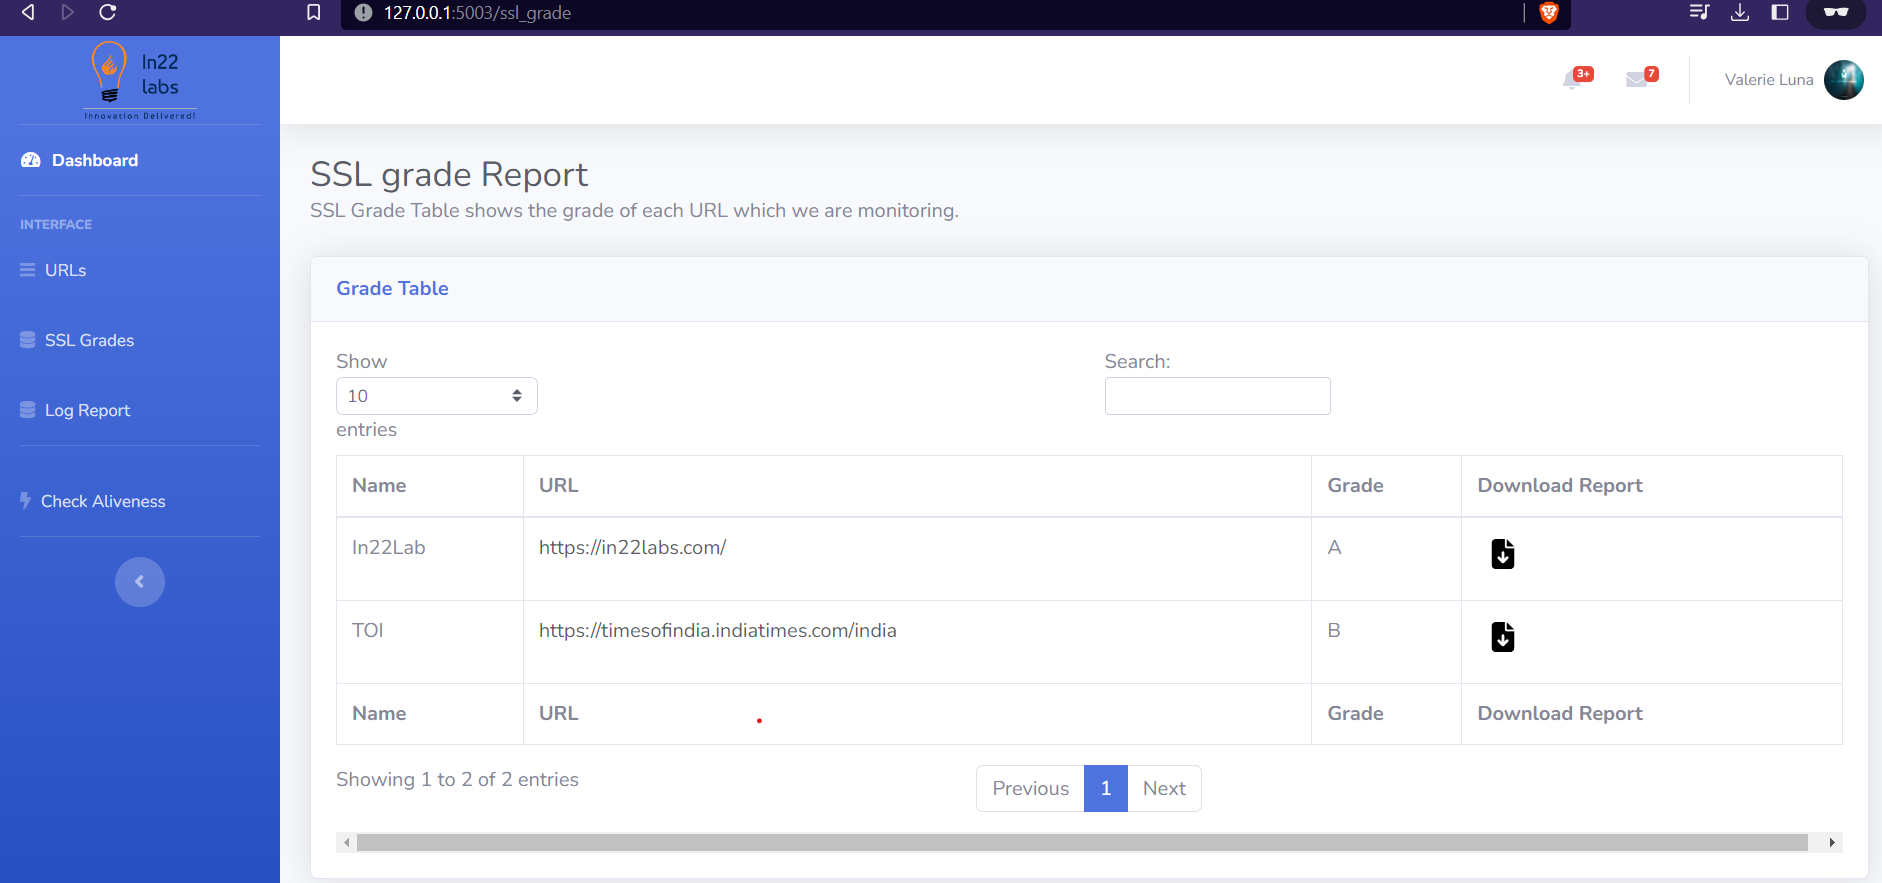 127.0.0.1:5003/ssl_grade
In22
labs
Innovation Delivered!
3+
7
Valerie Luna
Dashboard
INTERFACE
URLs
SSL Grades
Log Report
Check Aliveness
SSL grade Report
SSL Grade Table shows the grade of each URL which we are monitoring.
Grade Table
Show
10
entries
Search:
Name URL Grade Download Report
In22Lab https://in22labs.com/ A
TOI https://timesofindia.indiatimes.com/india B
Name URL Grade Download Report
Showing 1 to 2 of 2 entries
Previous 1 Next